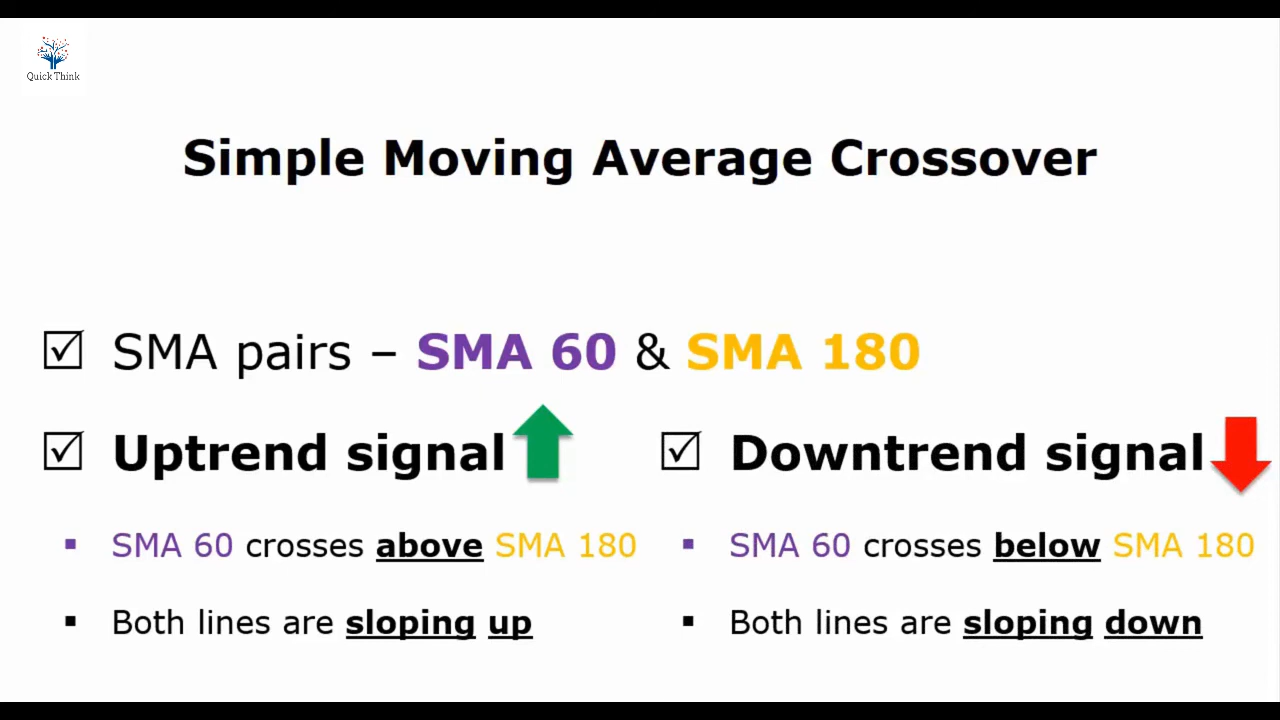 Quick Think
Simple Moving Average Crossover
SMA pairs – SMA 60 & SMA 180
Uptrend signal
Downtrend signal
SMA 60 crosses above SMA 180
SMA 60 crosses below SMA 180
Both lines are sloping up
Both lines are sloping down